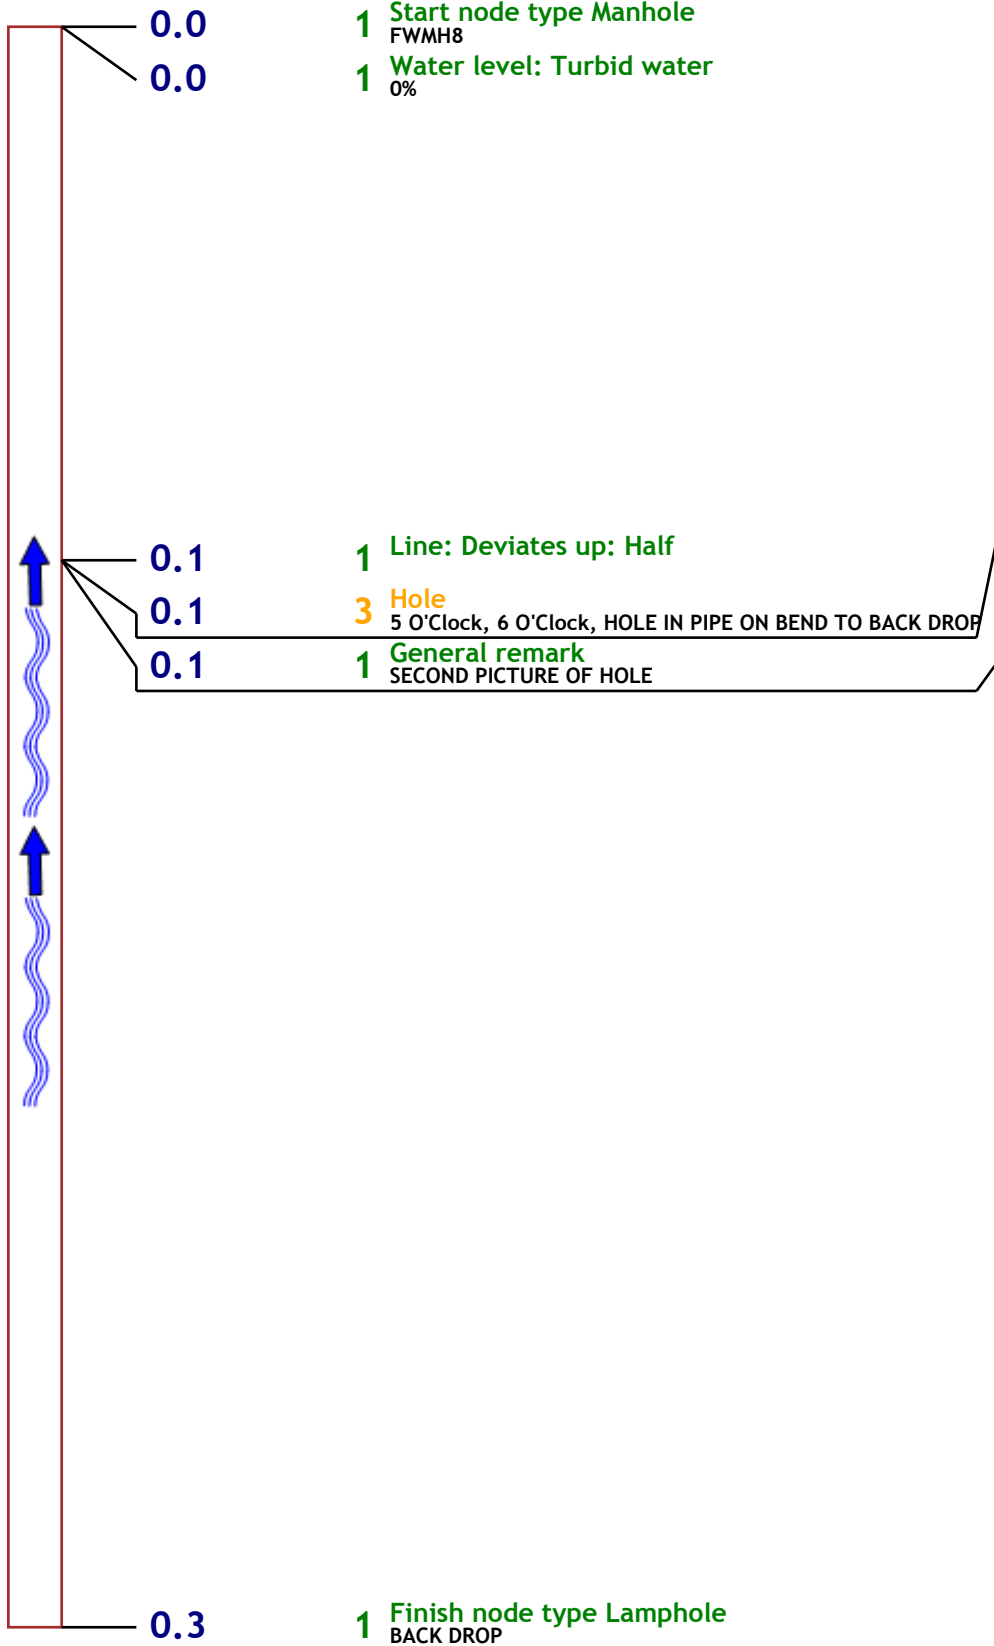 0.0 1 Start node type Manhole
FWMH8
0.0 1 Water level: Turbid water
0%
0.1 1 Line: Deviates up: Half
0.1 3 Hole
5 O'Clock, 6 O'Clock, HOLE IN PIPE ON BEND TO BACK DROP
0.1 1 General remark
SECOND PICTURE OF HOLE
0.3 1 Finish node type Lamphole
BACK DROP